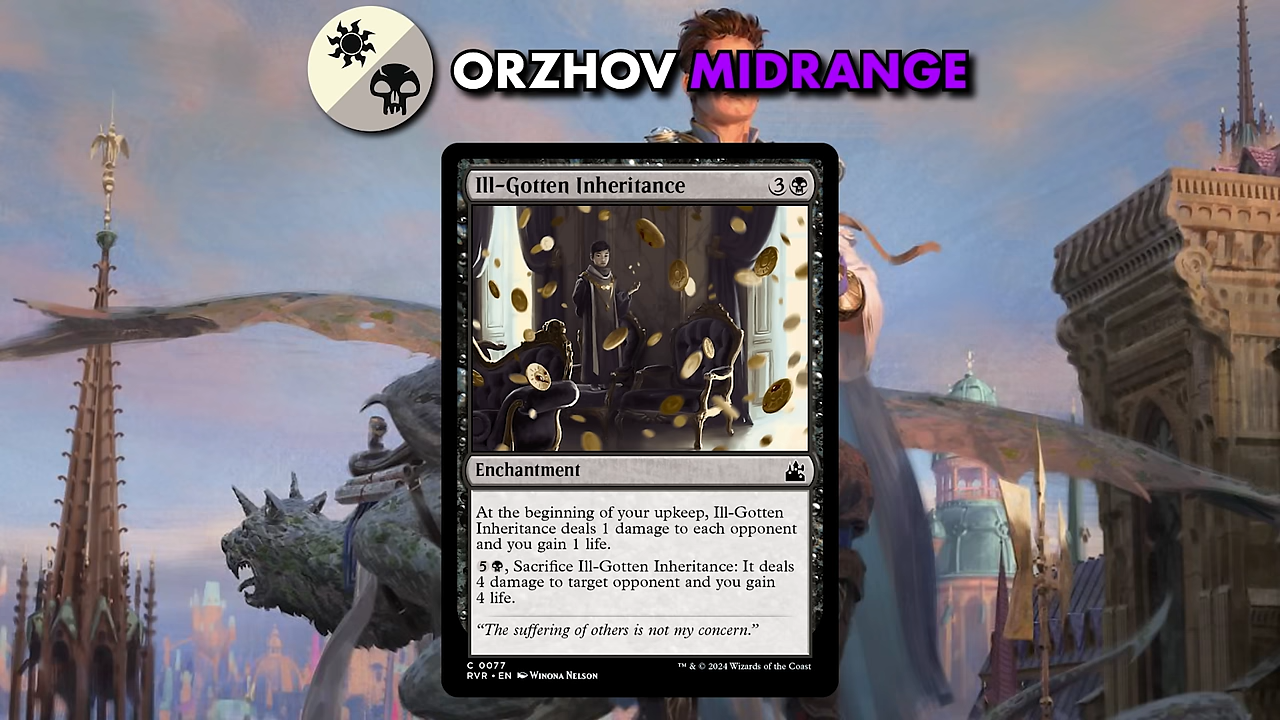 ORZHOV MIDRANGE
Ill-Gotten Inheritance 3
Enchantment
At the beginning of your upkeep, Ill-Gotten
Inheritance deals 1 damage to each opponent
and you gain 1 life.
5 , Sacrifice Ill-Gotten Inheritance: It deals
4 damage to target opponent and you gain
4 life.
“The suffering of others is not my concern.”
C 0077
RVR • EN Winona Nelson
™ & © 2024 Wizards of the Coast